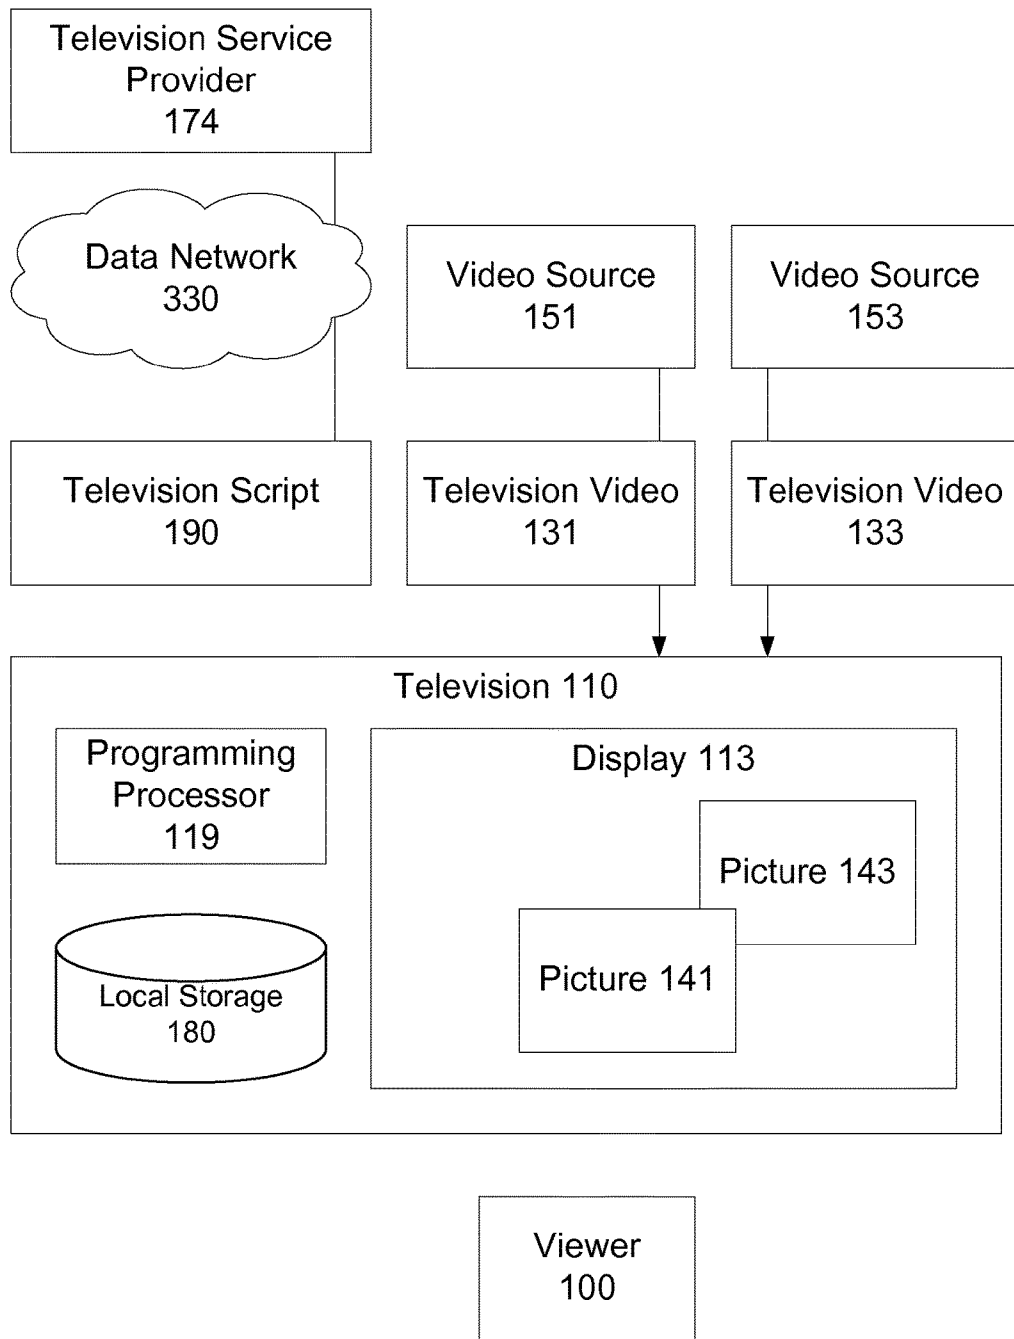 Television Service
Provider
174
Data Network
330
Video Source
151
Video Source
153
Television Script
190
Television Video
131
Television Video
133
Television 110
Programming
Processor
119
Display 113
Picture 143
Picture 141
Local Storage
180
Viewer
100